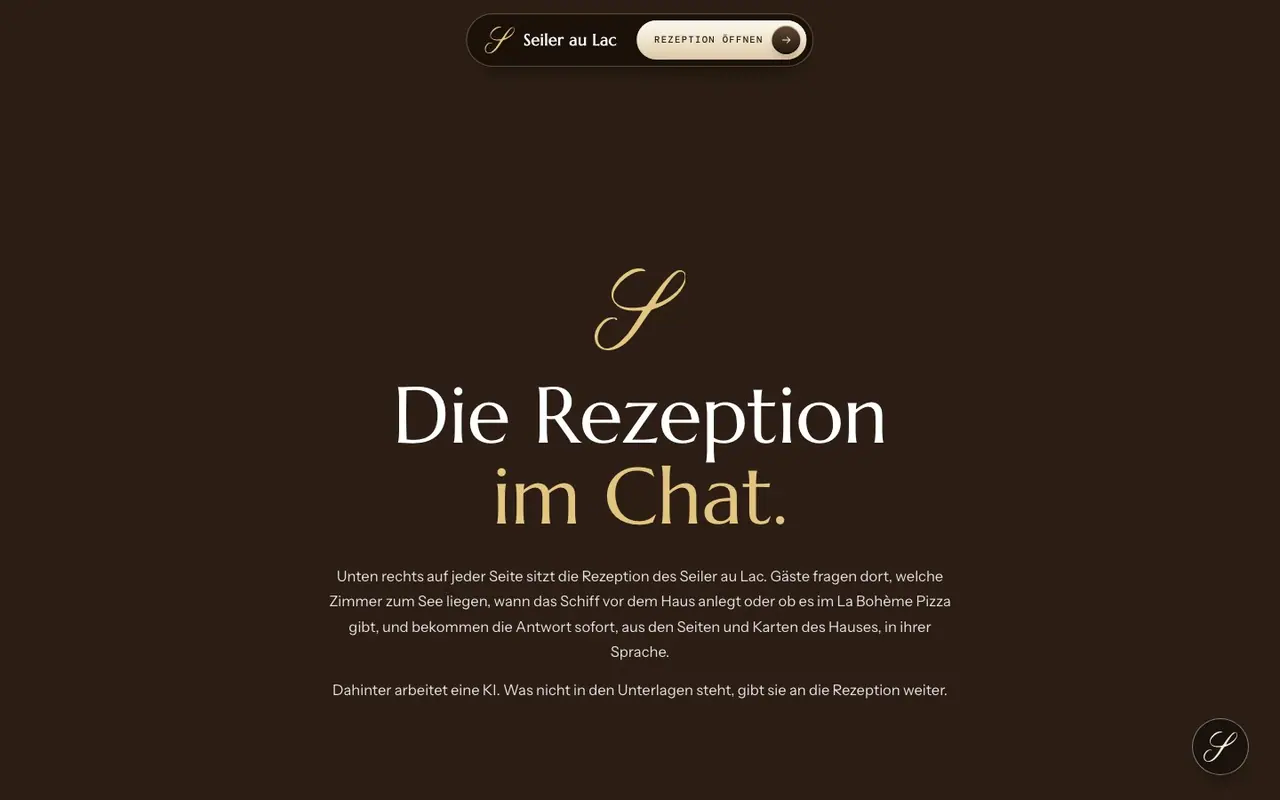 Seiler au Lac
REZEPTION ÖFFNEN
Die Rezeption
im Chat.
Unten rechts auf jeder Seite sitzt die Rezeption des Seiler au Lac. Gäste fragen dort, welche
Zimmer zum See liegen, wann das Schiff vor dem Haus anlegt oder ob es im La Bohème Pizza
gibt, und bekommen die Antwort sofort, aus den Seiten und Karten des Hauses, in ihrer
Sprache.
Dahinter arbeitet eine KI. Was nicht in den Unterlagen steht, gibt sie an die Rezeption weiter.